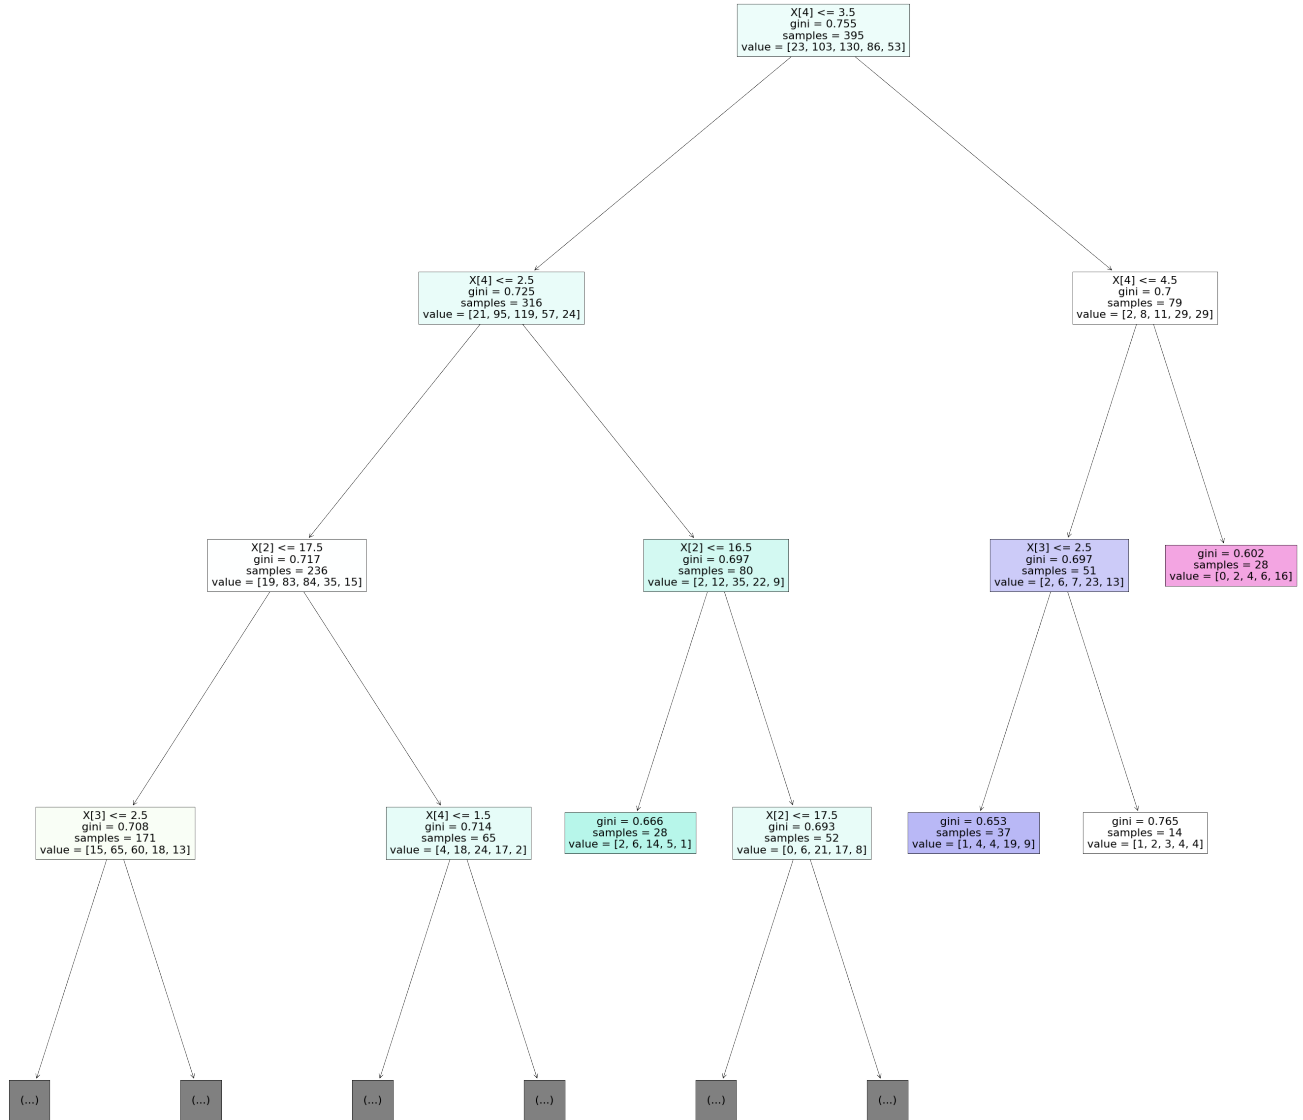 X[4] <= 3.5
gini = 0.755
samples = 395
value = [23, 103, 130, 86, 53]
X[4] <= 2.5
gini = 0.725
samples = 316
value = [21, 95, 119, 57, 24]
X[4] <= 4.5
gini = 0.7
samples = 79
value = [2, 8, 11, 29, 29]
X[2] <= 17.5
gini = 0.717
samples = 236
value = [19, 83, 84, 35, 15]
X[2] <= 16.5
gini = 0.697
samples = 80
value = [2, 12, 35, 22, 9]
X[3] <= 2.5
gini = 0.697
samples = 51
value = [2, 6, 7, 23, 13]
gini = 0.602
samples = 28
value = [0, 2, 4, 6, 16]
X[3] <= 2.5
gini = 0.708
samples = 171
value = [15, 65, 60, 18, 13]
X[4] <= 1.5
gini = 0.714
samples = 65
value = [4, 18, 24, 17, 2]
gini = 0.666
samples = 28
value = [2, 6, 14, 5, 1]
X[2] <= 17.5
gini = 0.693
samples = 52
value = [0, 6, 21, 17, 8]
gini = 0.653
samples = 37
value = [1, 4, 4, 19, 9]
gini = 0.765
samples = 14
value = [1, 2, 3, 4, 4]
(...)
(...)
(...)
(...)
(...)
(...)